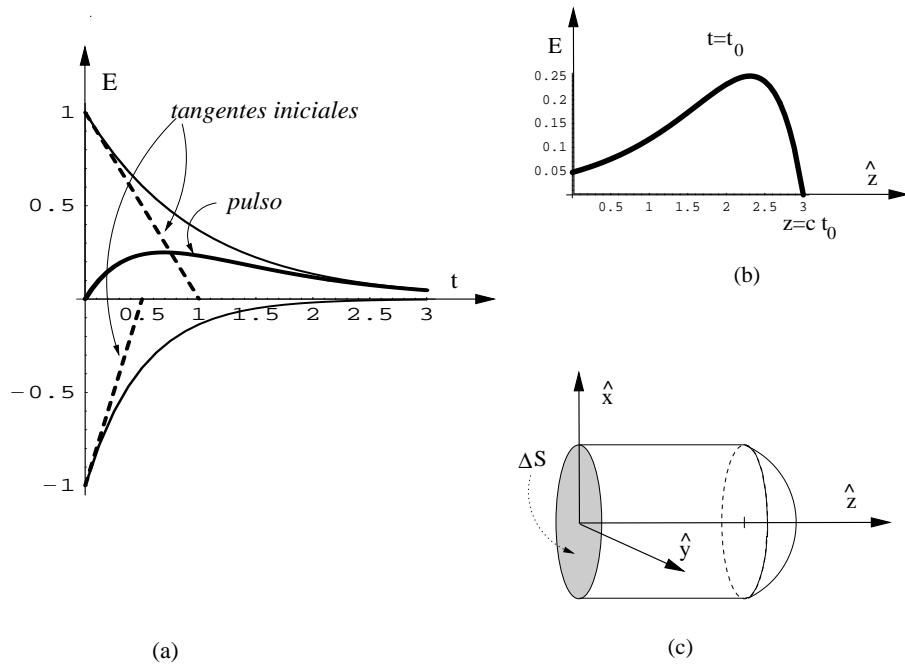 E
1
tangentes iniciales
0.5
pulso
t
0.5 1 1.5 2 2.5 3
−0.5
−1
(a)
t=t0
E
0.25
0.2
0.15
0.1
0.05
^z
0.5 1 1.5 2 2.5 3
z=c t0
(b)
^x
ΔS
^z
^y
(c)